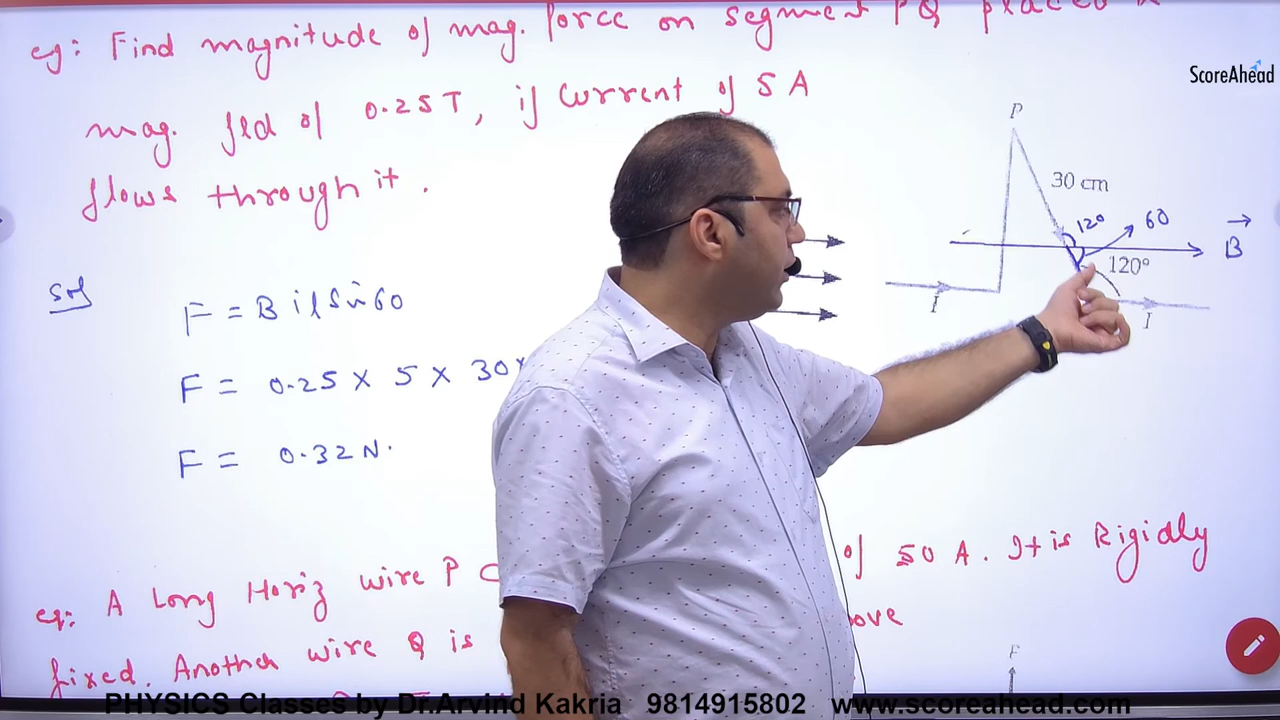 eg: Find magnitude of mag. force on segment PQ placed
mag. fld of 0.25T, if current of 5 A
flows through it.
ScoreAhead
P
30 cm
120
60
B
120°
I
I
Sol
F = B i l Sin 60
F = 0.25 x 5 x 30x
F = 0.32 N.
eg: A Long Horiz wire P of 50 A. It is Rigidly
fixed. Another wire Q is ove
F
PHYSICS Classes by Dr.Arvind Kakria 9814915802 www.scoreahead.com